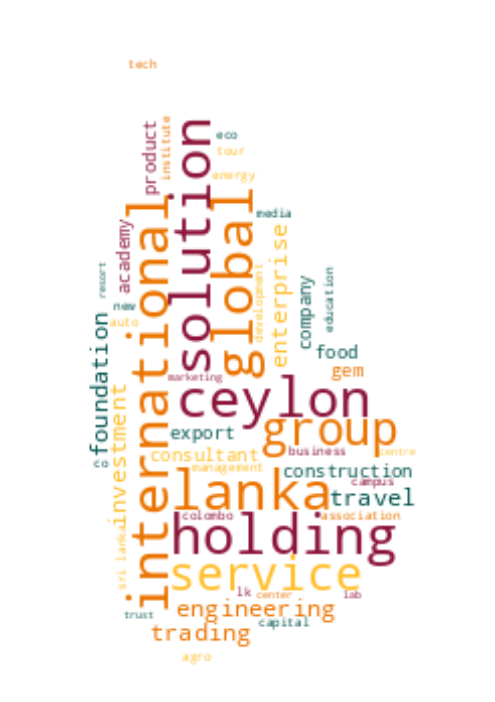 tech
product
institute
solution
eco
tour
energy
international
global
media
academy
enterprise
resort
development
company
education
new
auto
foundation
food
gem
marketing
ceylon
investment
group
export
business
centre
consultant
co
management
construction
campus
lanka
travel
colombo
association
holding
sri lanka
service
lk
center
lab
engineering
trust
capital
trading
agro